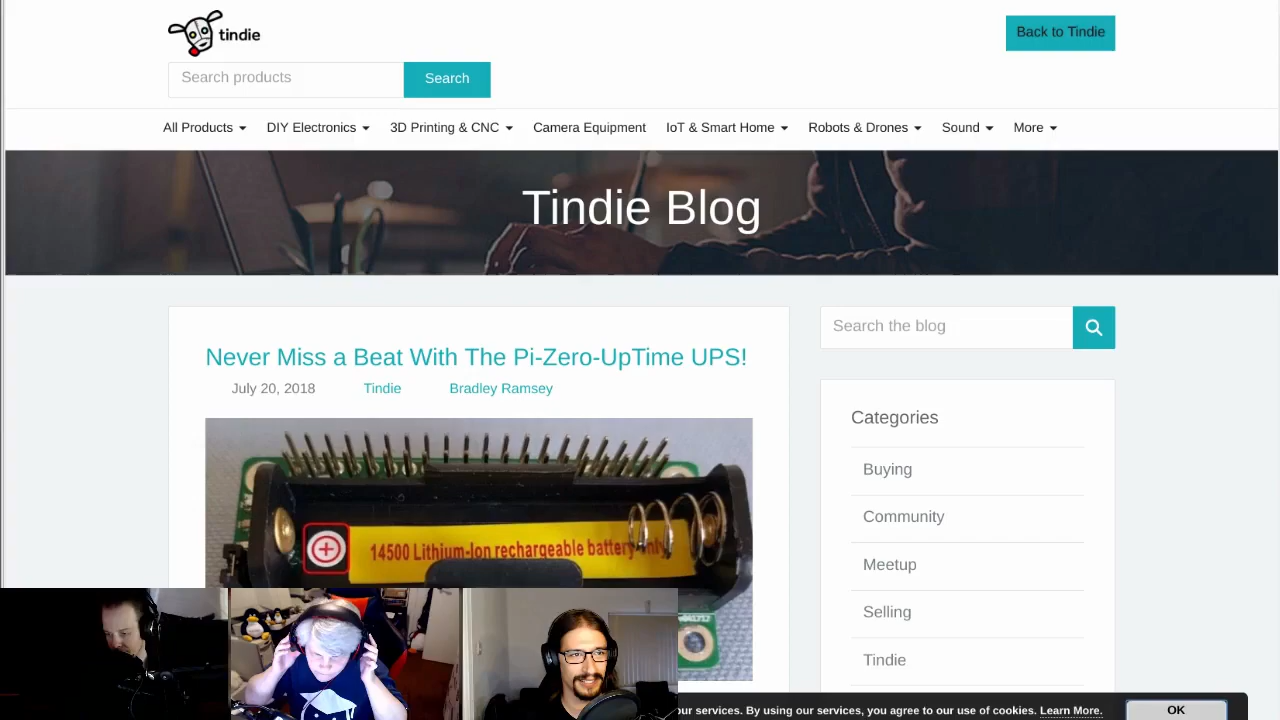 tindie
Back to Tindie
Search products
Search
All Products
DIY Electronics
3D Printing & CNC
Camera Equipment
IoT & Smart Home
Robots & Drones
Sound
More
Tindie Blog
Never Miss a Beat With The Pi-Zero-UpTime UPS!
July 20, 2018
Tindie
Bradley Ramsey
14500 Lithium-Ion rechargeable battery only
Search the blog
Categories
Buying
Community
Meetup
Selling
Tindie
our services. By using our services, you agree to our use of cookies. Learn More.
OK